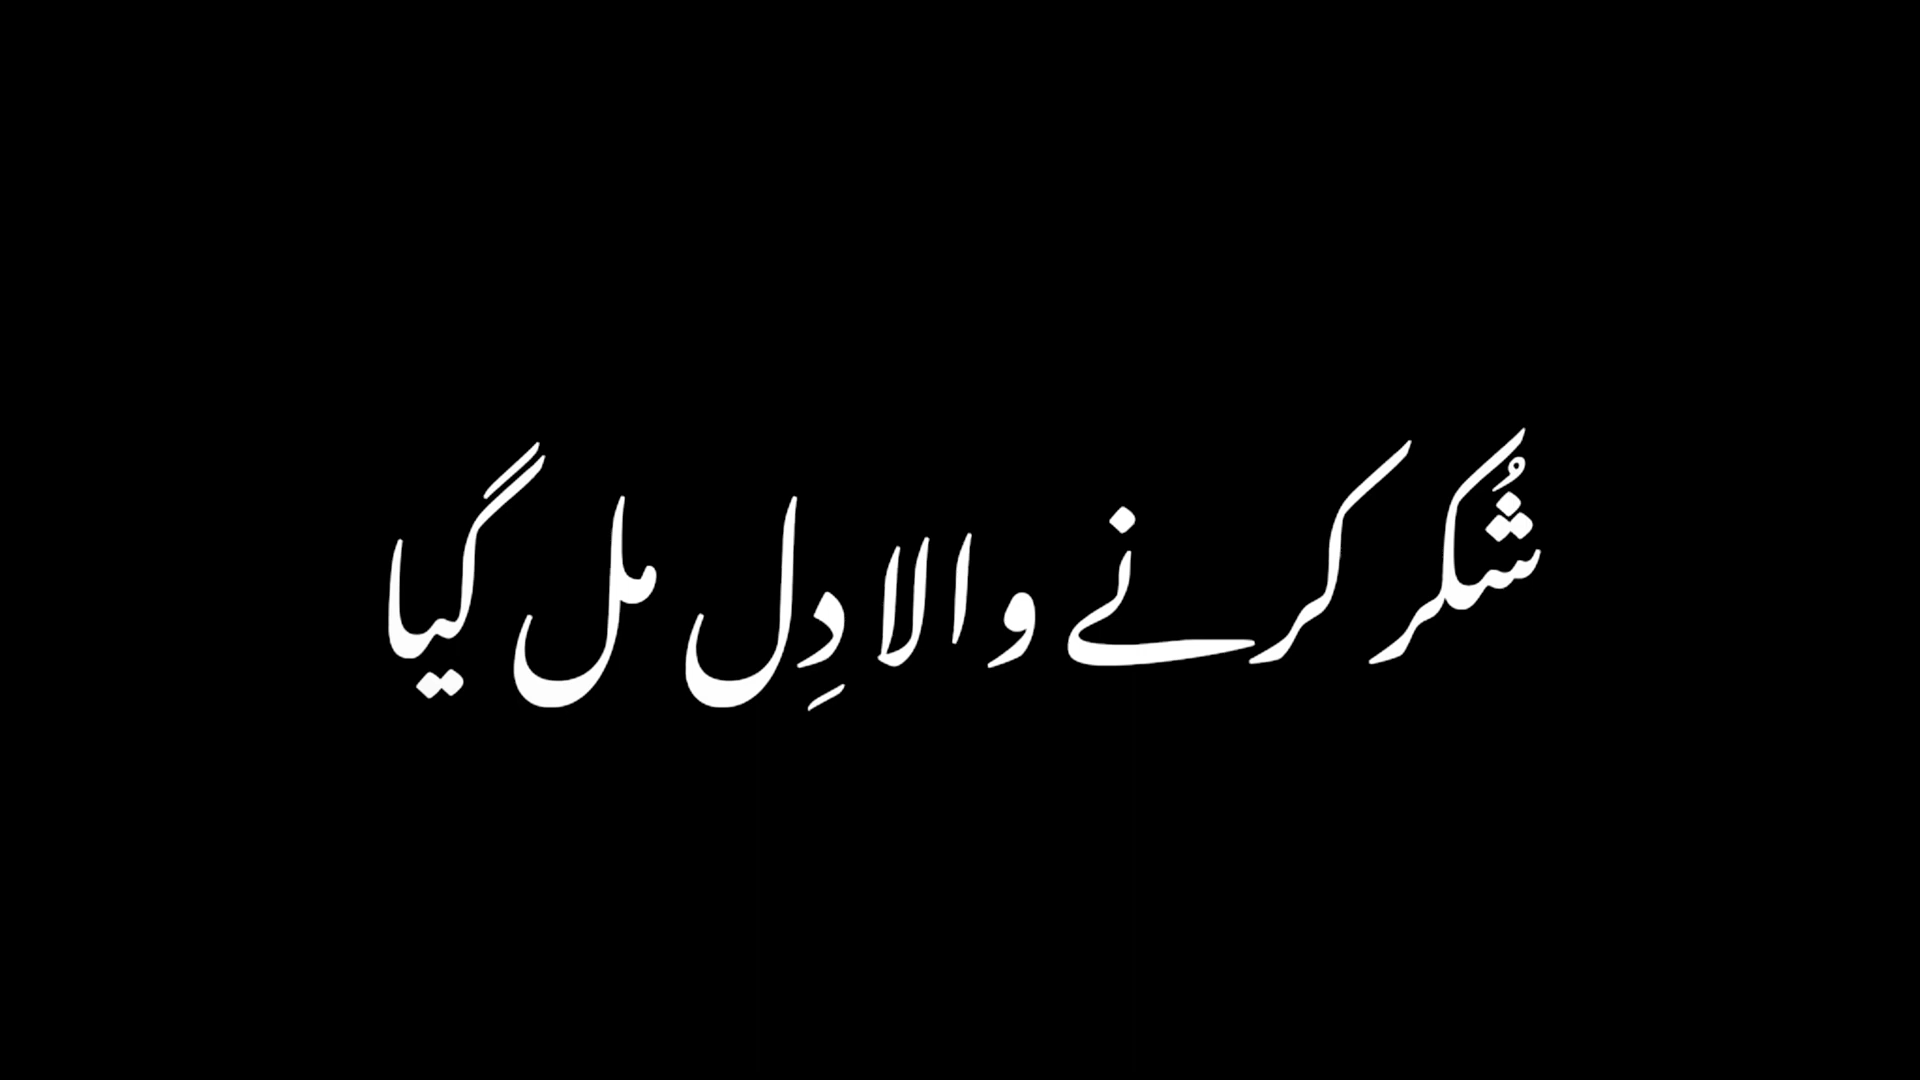 شُکر کرنے والا دِل مل گیا